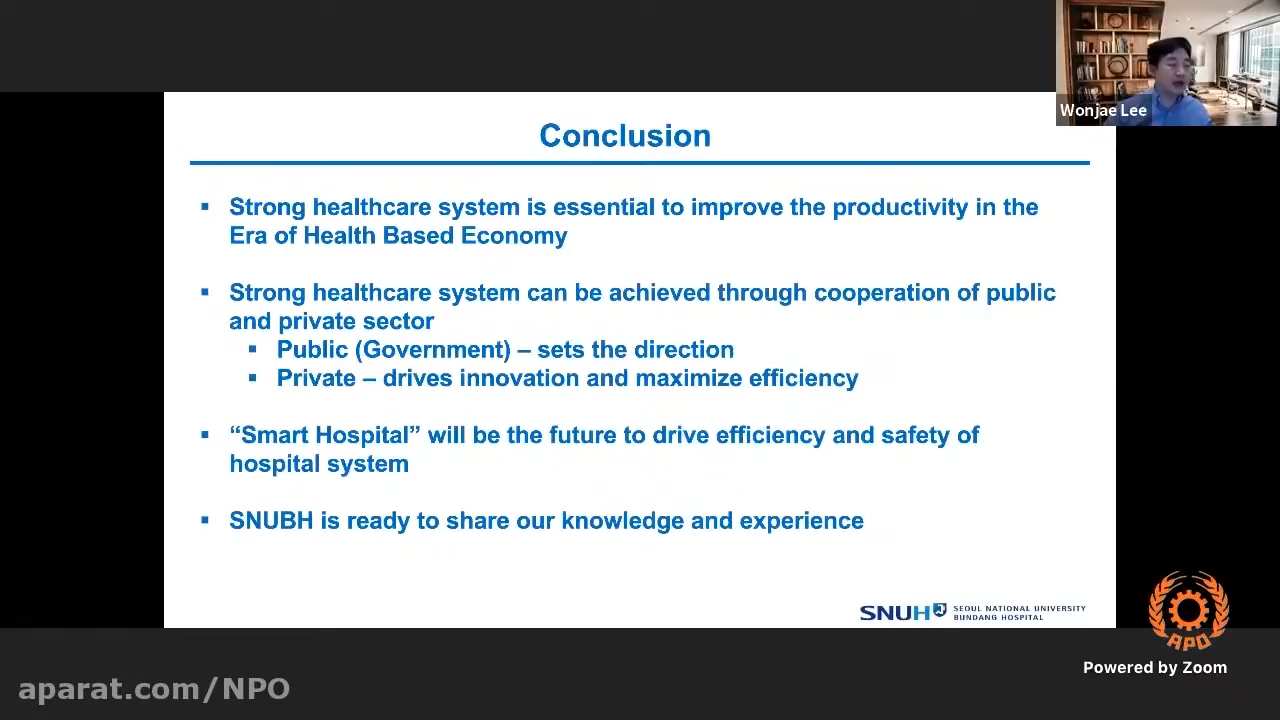 Wonjae Lee
Conclusion
▪ Strong healthcare system is essential to improve the productivity in the
Era of Health Based Economy
▪ Strong healthcare system can be achieved through cooperation of public
and private sector
▪ Public (Government) – sets the direction
▪ Private – drives innovation and maximize efficiency
▪ “Smart Hospital” will be the future to drive efficiency and safety of
hospital system
▪ SNUBH is ready to share our knowledge and experience
SNUH SEOUL NATIONAL UNIVERSITY
BUNDANG HOSPITAL
APO
Powered by Zoom
aparat.com/NPO